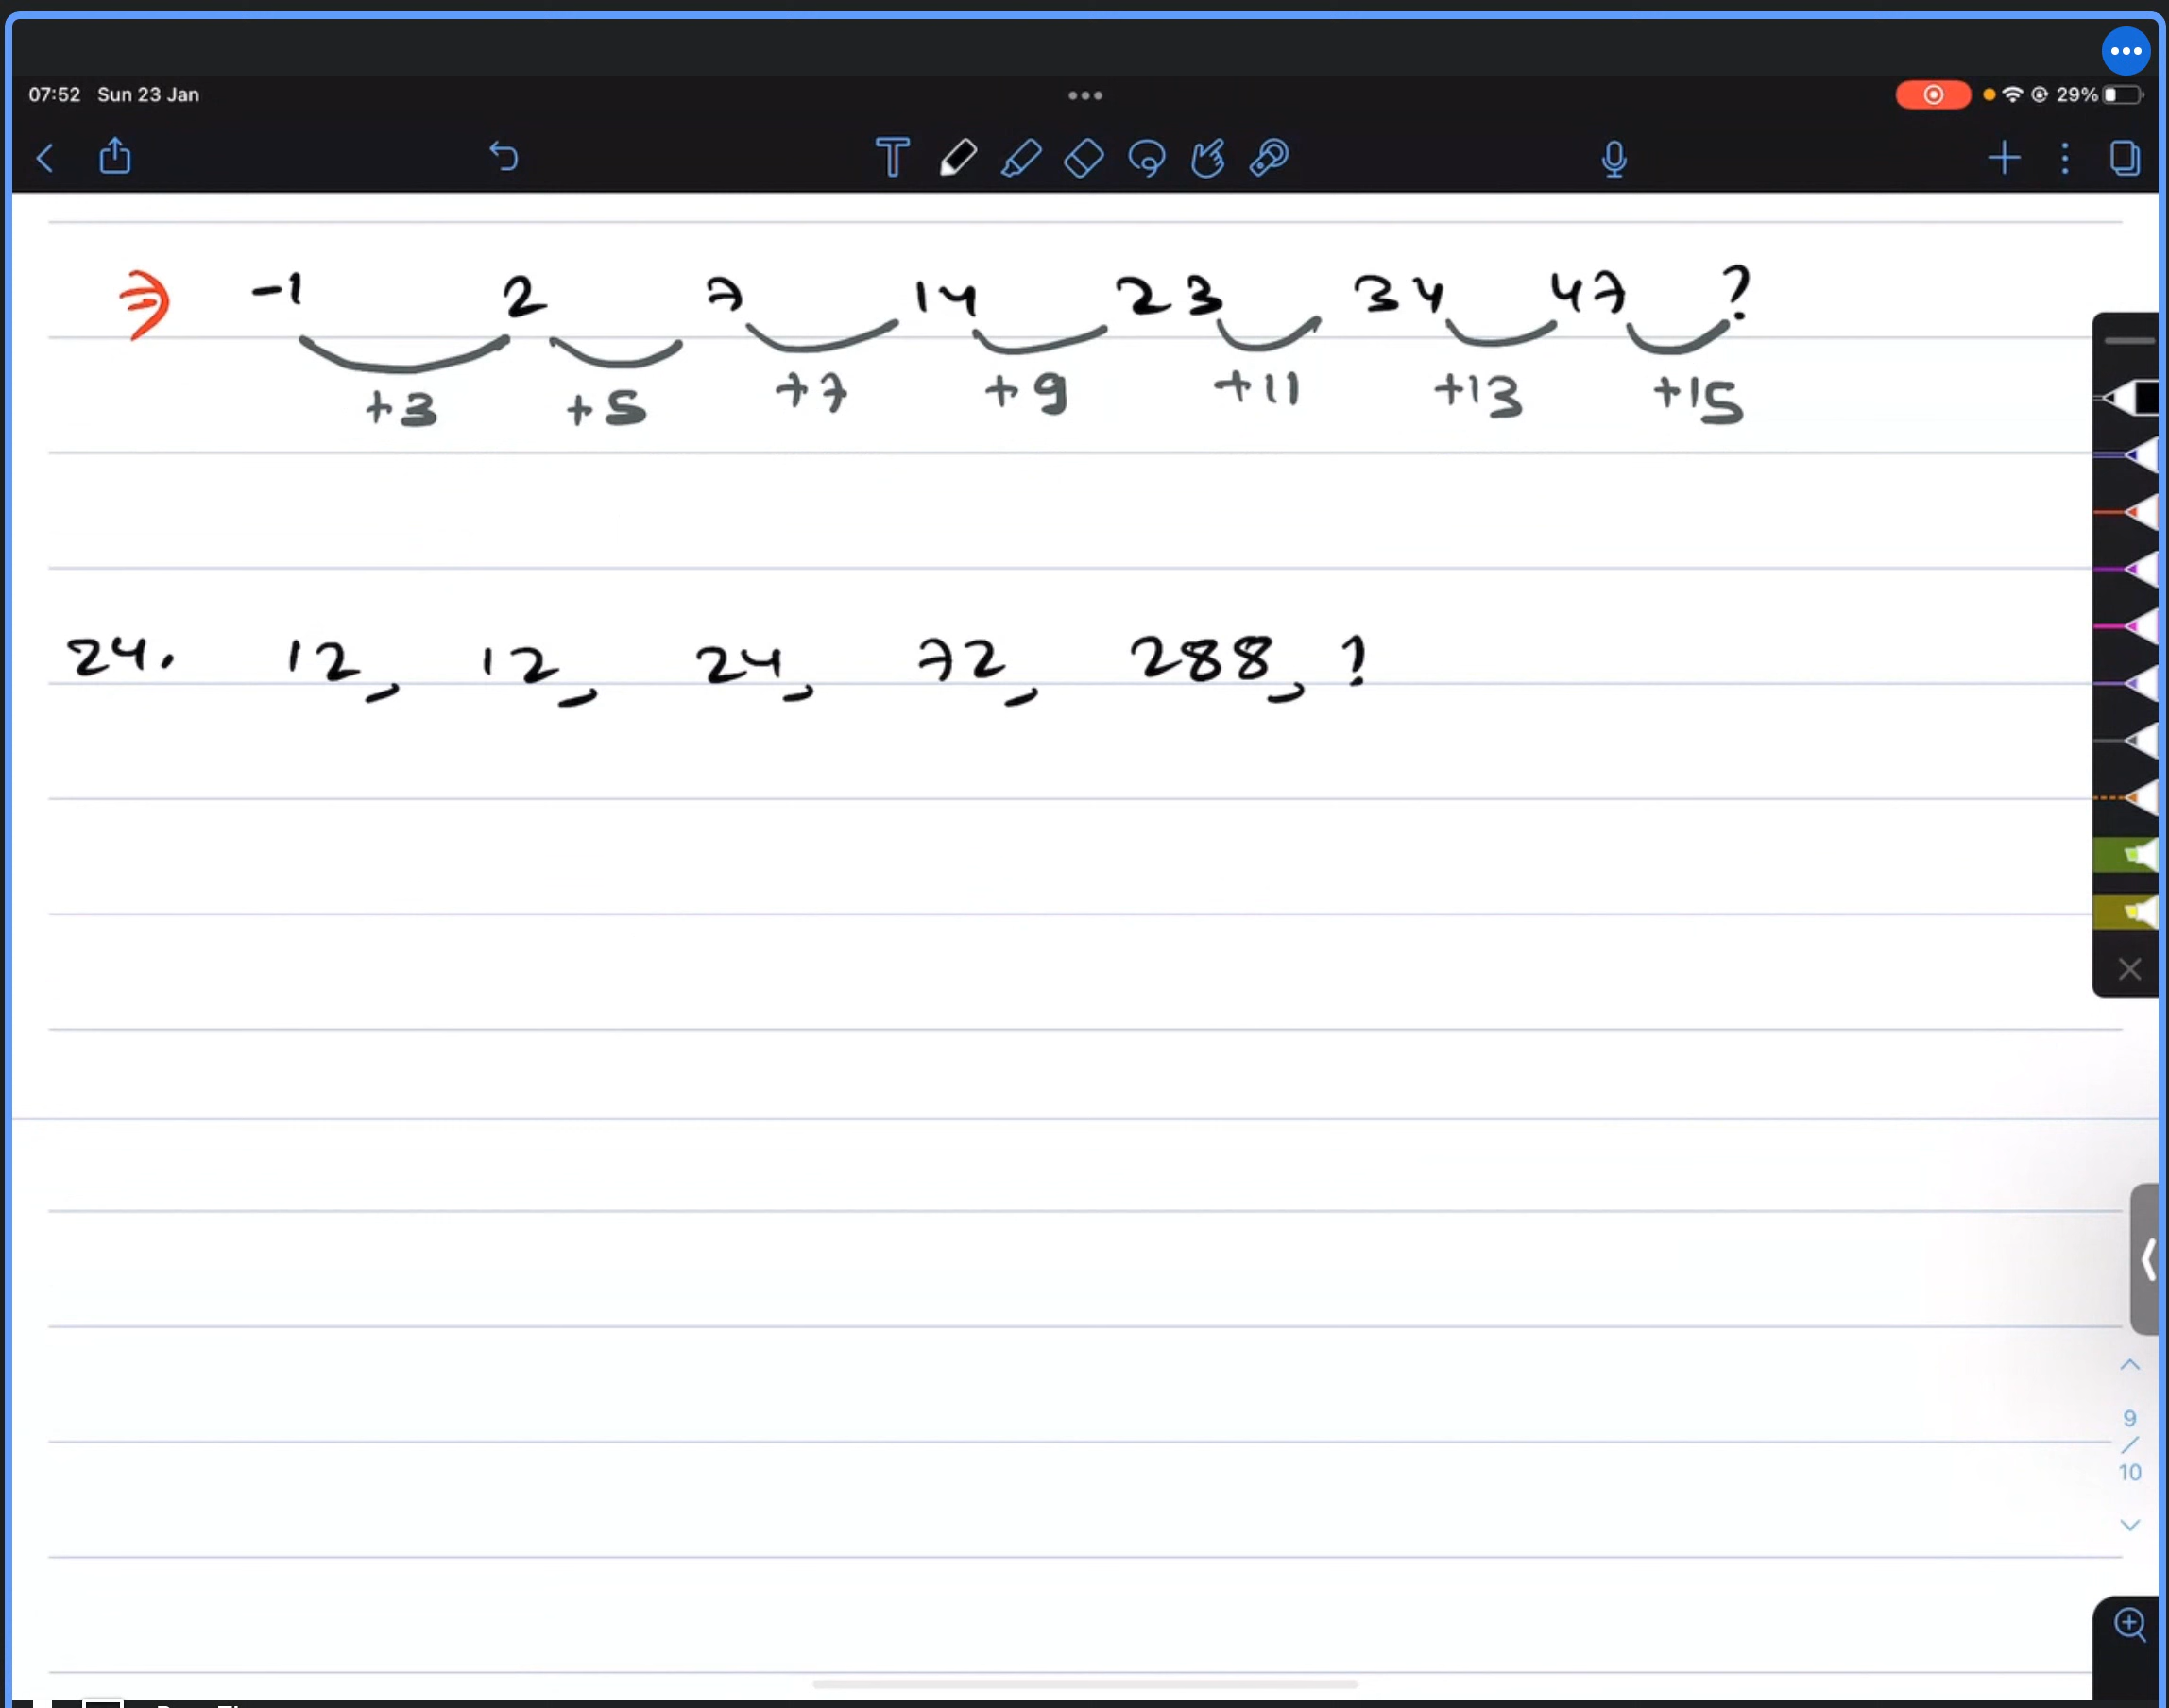 07:52 Sun 23 Jan 29%
⇒ -1 2 7 14 23 34 47 ?
+3 +5 +7 +9 +11 +13 +15
24. 12, 12, 24, 72, 288, ?
9
/
10